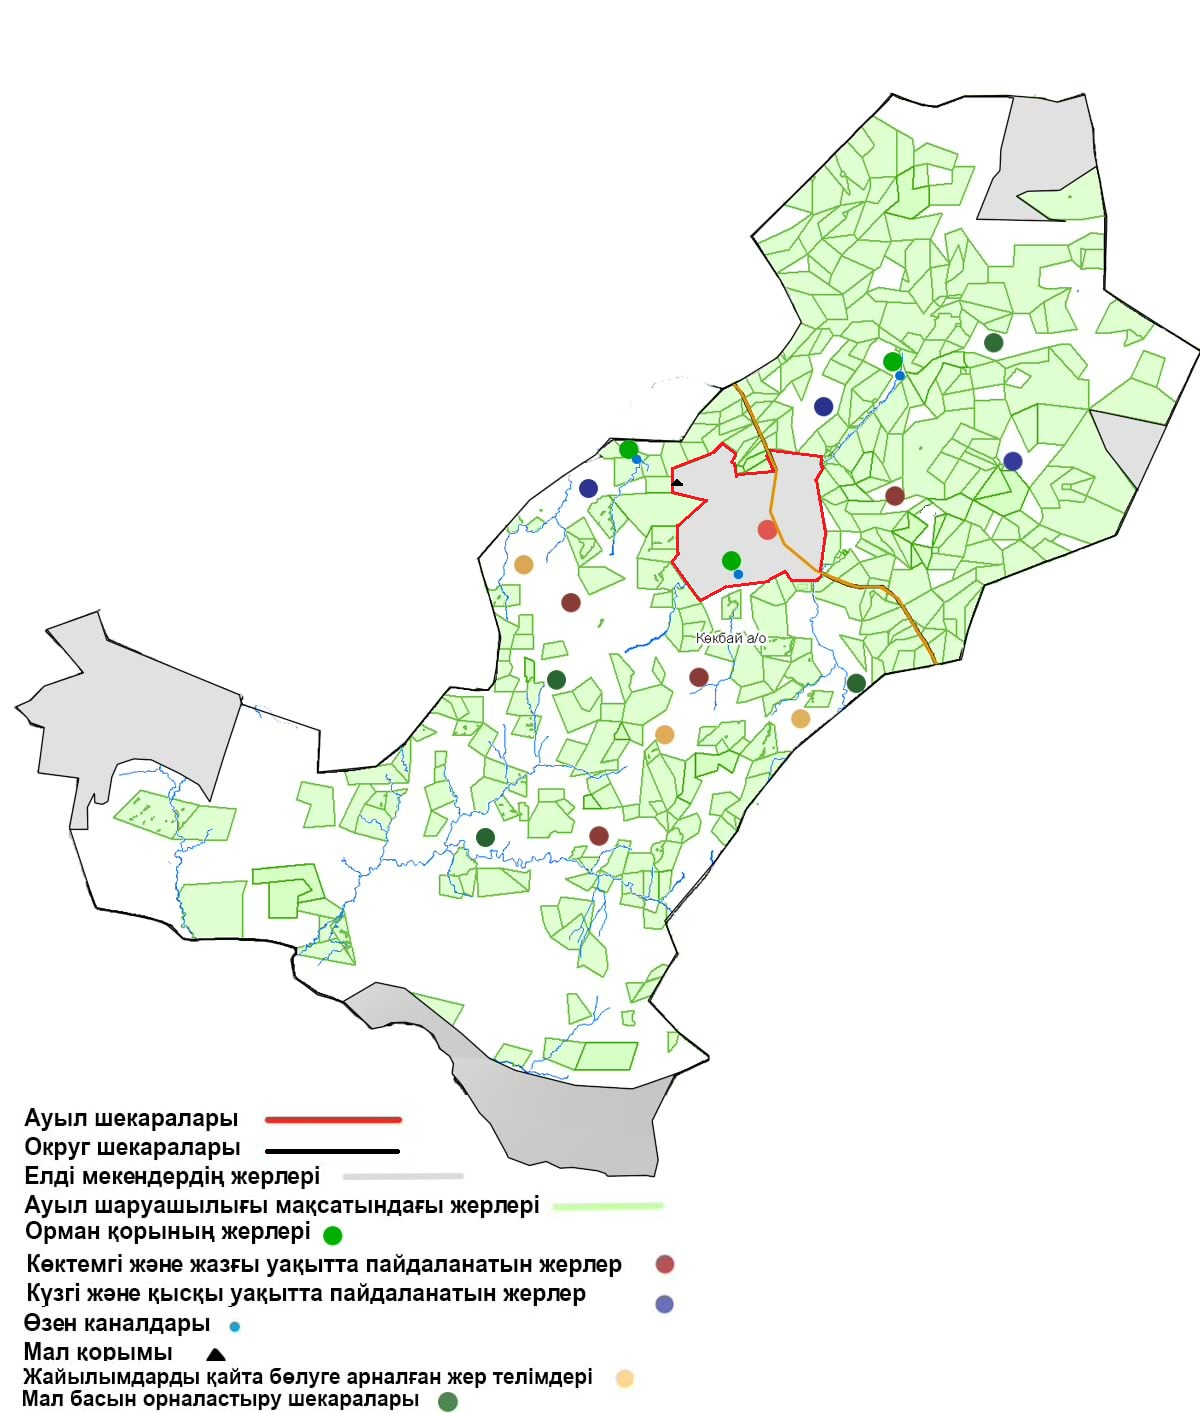 Көкбай а/о
Ауыл шекаралары
Округ шекаралары
Елді мекендердің жерлері
Ауыл шаруашылығы мақсатындағы жерлері
Орман қорының жерлері
Көктемгі және жазғы уақытта пайдаланатын жерлер
Күзгі және қысқы уақытта пайдаланатын жерлер
Өзен каналдары
Мал қорымы
Жайылымдарды қайта бөлуге арналған жер телімдері
Мал басын орналастыру шекаралары